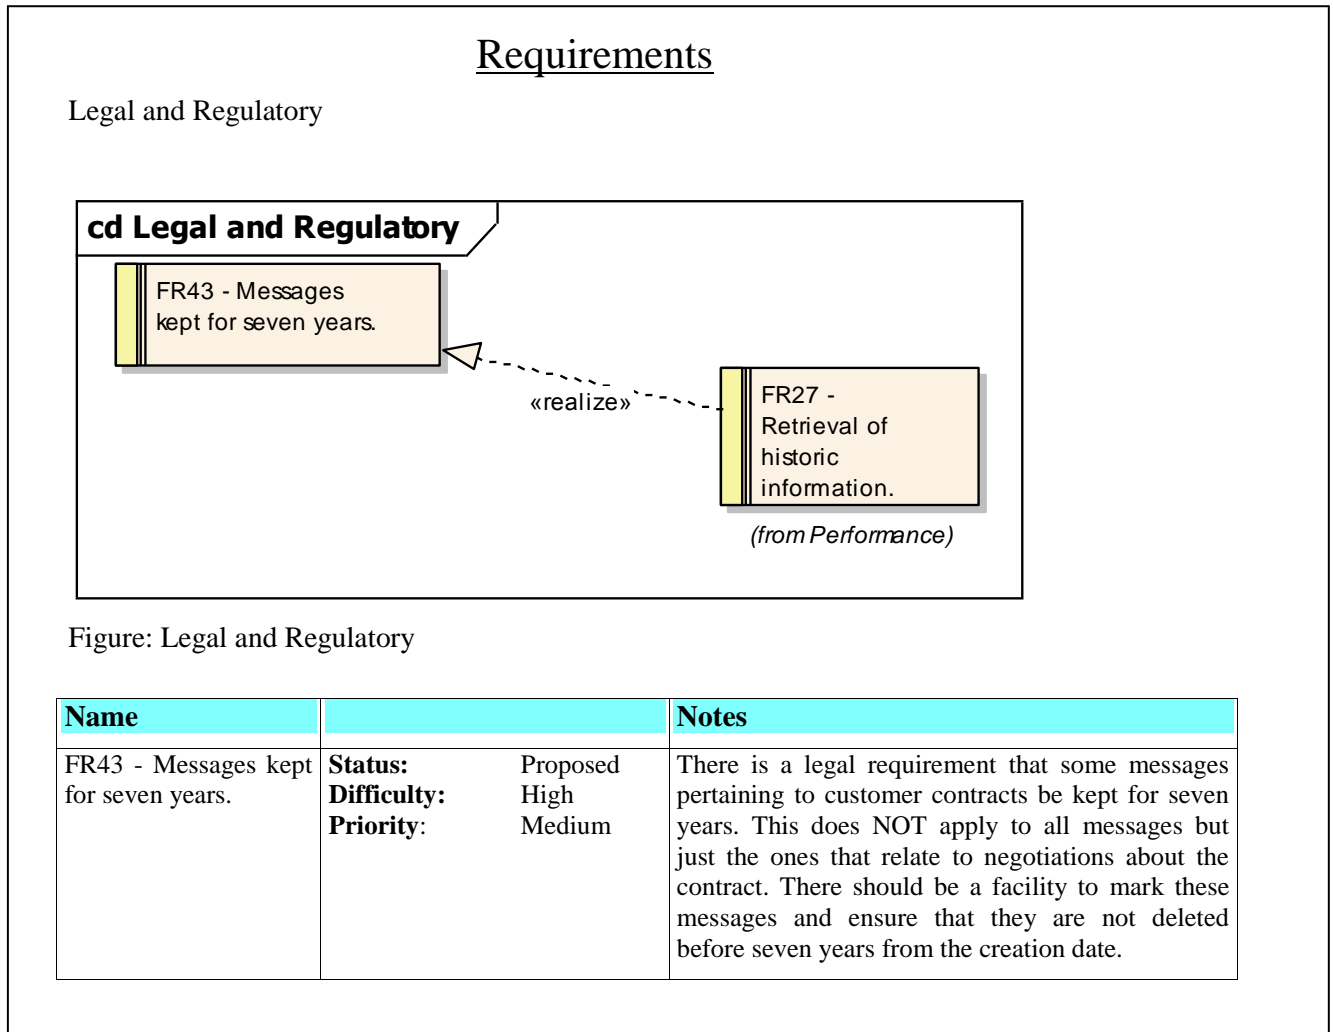 Requirements
Legal and Regulatory
cd Legal and Regulatory
FR43 - Messages
kept for seven years.
«realize»
FR27 -
Retrieval of
historic
information.
(from Performance)
Figure: Legal and Regulatory
Name Notes
FR43 - Messages kept
for seven years.
Status: Proposed
Difficulty: High
Priority: Medium
There is a legal requirement that some messages
pertaining to customer contracts be kept for seven
years. This does NOT apply to all messages but
just the ones that relate to negotiations about the
contract. There should be a facility to mark these
messages and ensure that they are not deleted
before seven years from the creation date.